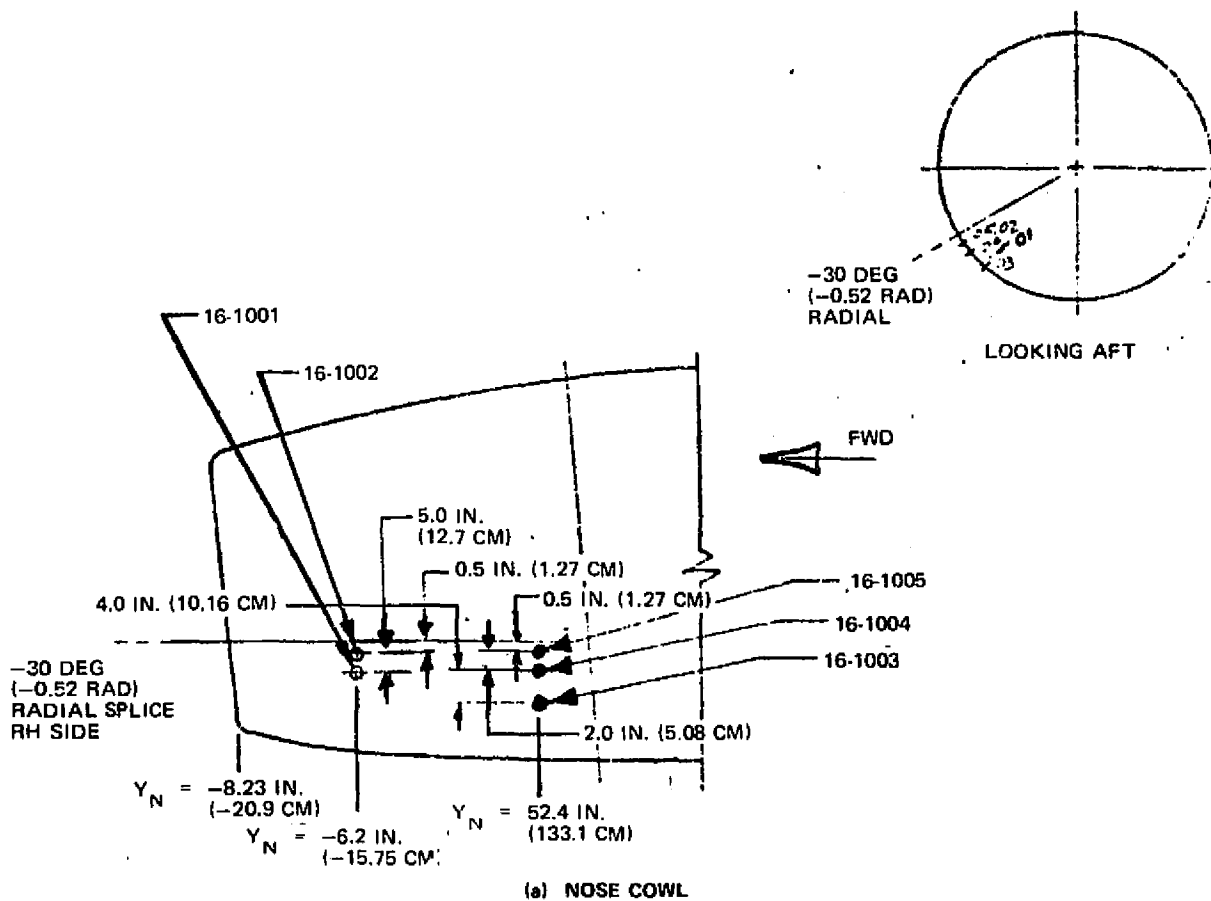 -30 DEG
(-0.52 RAD)
RADIAL
LOOKING AFT
16-1001
16-1002
FWD
5.0 IN.
(12.7 CM)
0.5 IN. (1.27 CM)
4.0 IN. (10.16 CM)
0.5 IN. (1.27 CM)
16-1005
16-1004
16-1003
-30 DEG
(-0.52 RAD)
RADIAL SPLICE
RH SIDE
2.0 IN. (5.08 CM)
YN = -8.23 IN.
(-20.9 CM)
YN = -6.2 IN.
(-15.75 CM)
YN = 52.4 IN.
(133.1 CM)
(a) NOSE COWL